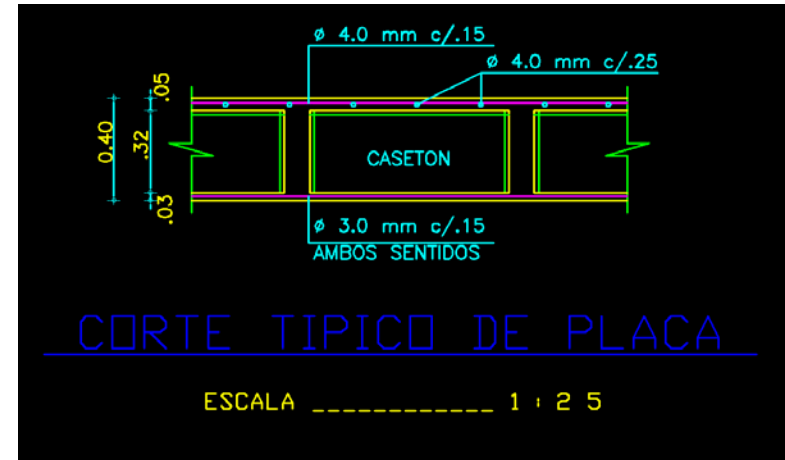 ø 4.0 mm c/.15
ø 4.0 mm c/.25
.05
0.40
.32
CASETON
.03
ø 3.0 mm c/.15
AMBOS SENTIDOS
CORTE TIPICO DE PLACA
ESCALA ____________ 1 : 2 5